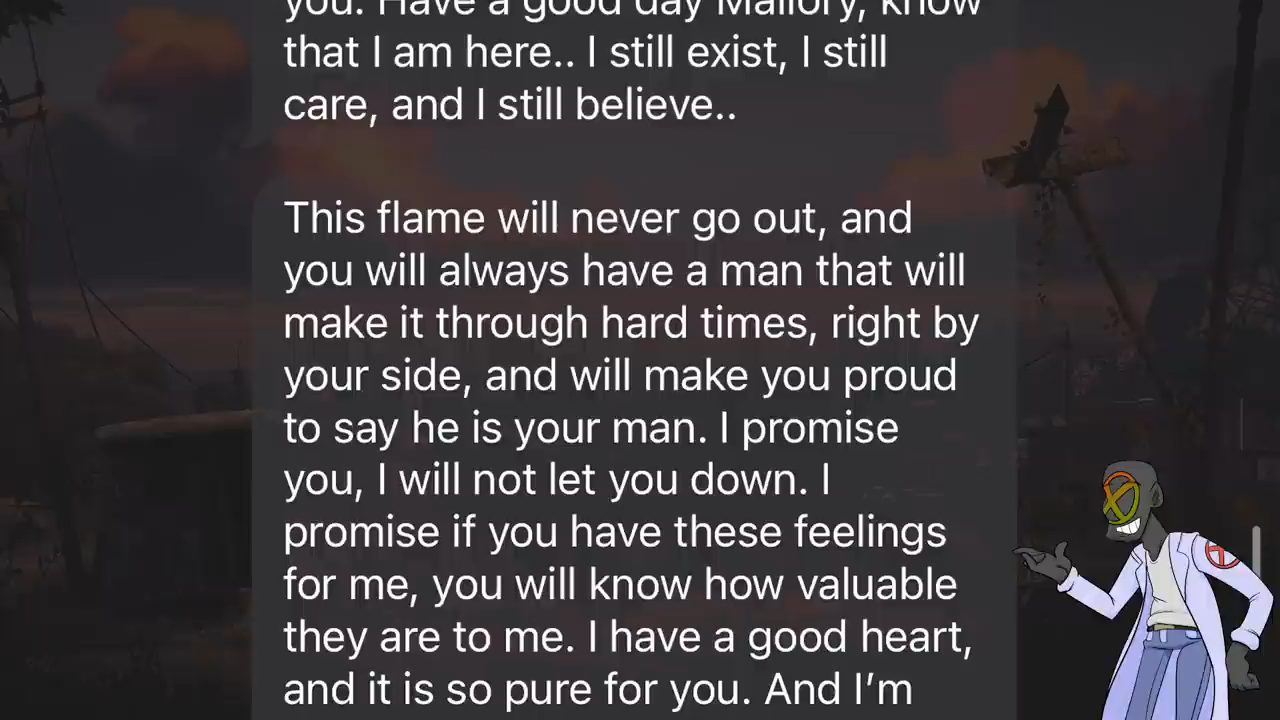 you. Have a good day Mallory, know
that I am here.. I still exist, I still
care, and I still believe..
This flame will never go out, and
you will always have a man that will
make it through hard times, right by
your side, and will make you proud
to say he is your man. I promise
you, I will not let you down. I
promise if you have these feelings
for me, you will know how valuable
they are to me. I have a good heart,
and it is so pure for you. And I’m